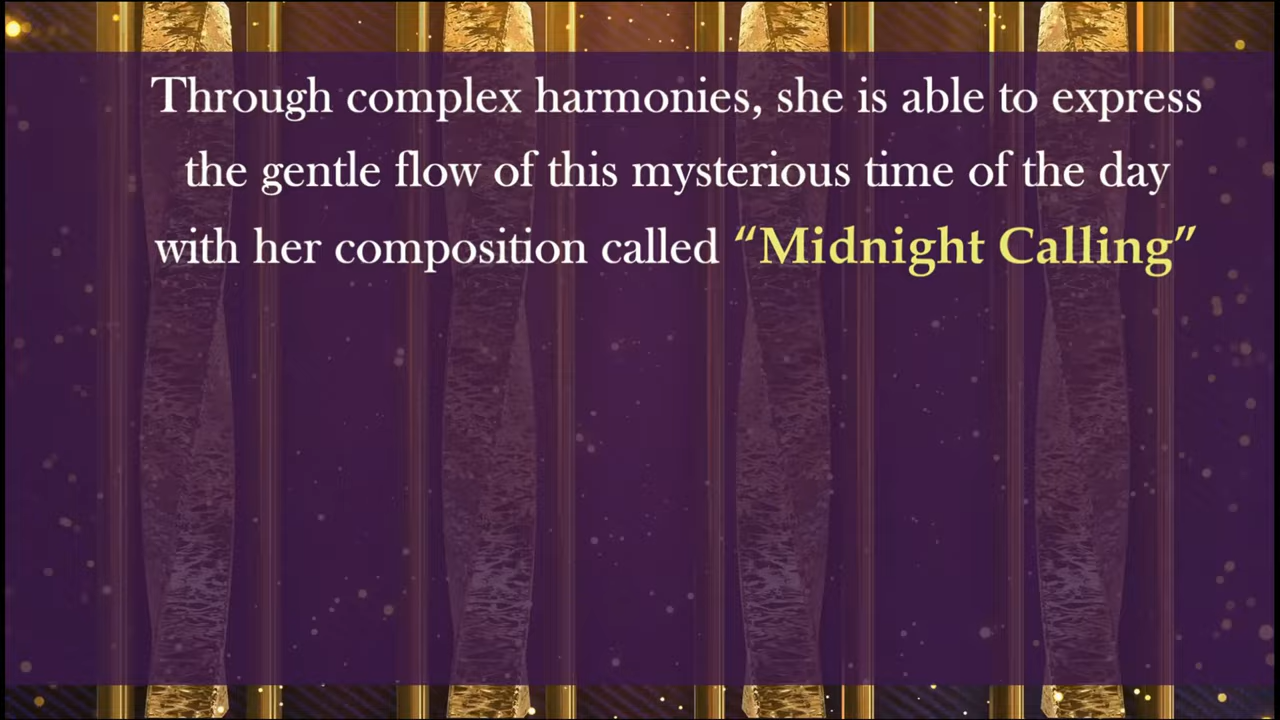 Through complex harmonies, she is able to express
the gentle flow of this mysterious time of the day
with her composition called “Midnight Calling”